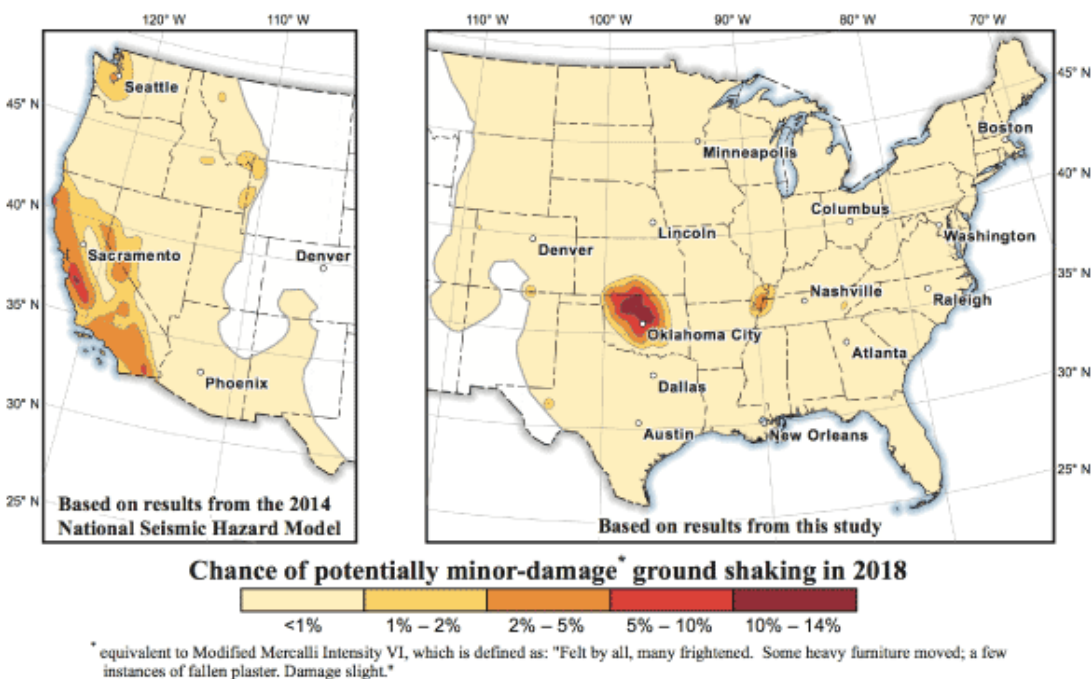 120° W
110° W
110° W
100° W
90° W
80° W
70° W
45° N
40° N
35° N
30° N
25° N
Seattle
Sacramento
Denver
Phoenix
Based on results from the 2014
National Seismic Hazard Model
45° N
40° N
35° N
30° N
25° N
Boston
Minneapolis
Columbus
Washington
Lincoln
Denver
Nashville
Raleigh
Oklahoma City
Atlanta
Dallas
Austin
New Orleans
Based on results from this study
Chance of potentially minor-damage* ground shaking in 2018
<1%
1% – 2%
2% – 5%
5% – 10%
10% – 14%
* equivalent to Modified Mercalli Intensity VI, which is defined as: "Felt by all, many frightened. Some heavy furniture moved; a few
instances of fallen plaster. Damage slight."